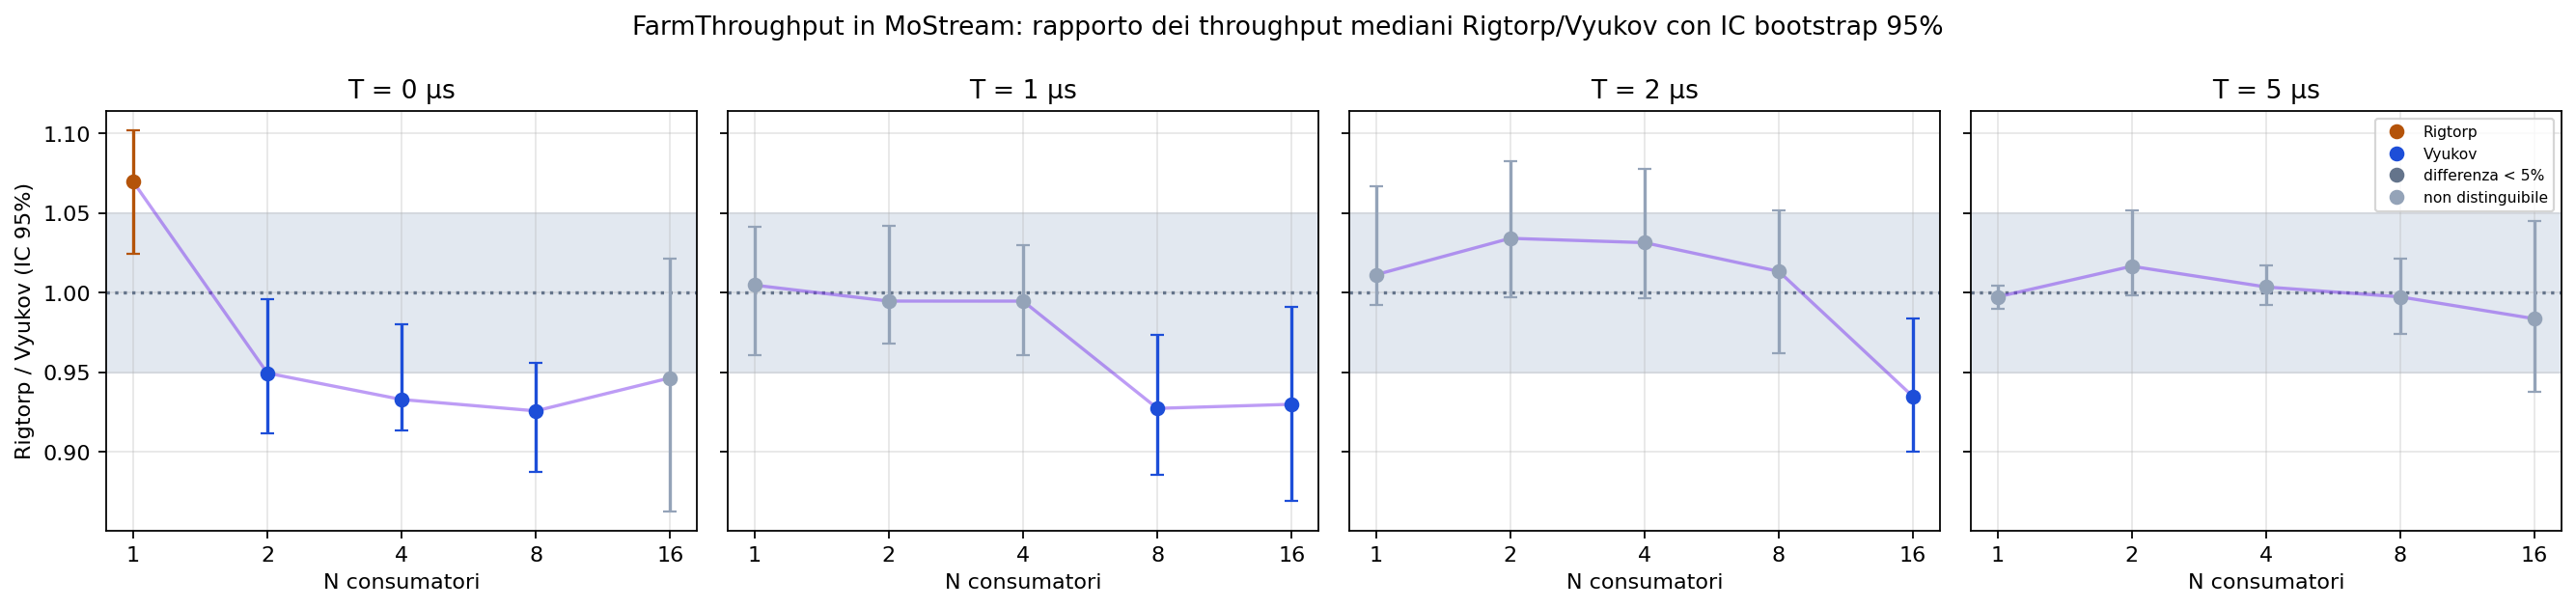 FarmThroughput in MoStream: rapporto dei throughput mediani Rigtorp/Vyukov con IC bootstrap 95%
T = 0 µs
T = 1 µs
T = 2 µs
T = 5 µs
Rigtorp / Vyukov (IC 95%)
1.10
1.05
1.00
0.95
0.90
Rigtorp
Vyukov
differenza < 5%
non distinguibile
1 2 4 8 16
1 2 4 8 16
1 2 4 8 16
1 2 4 8 16
N consumatori
N consumatori
N consumatori
N consumatori